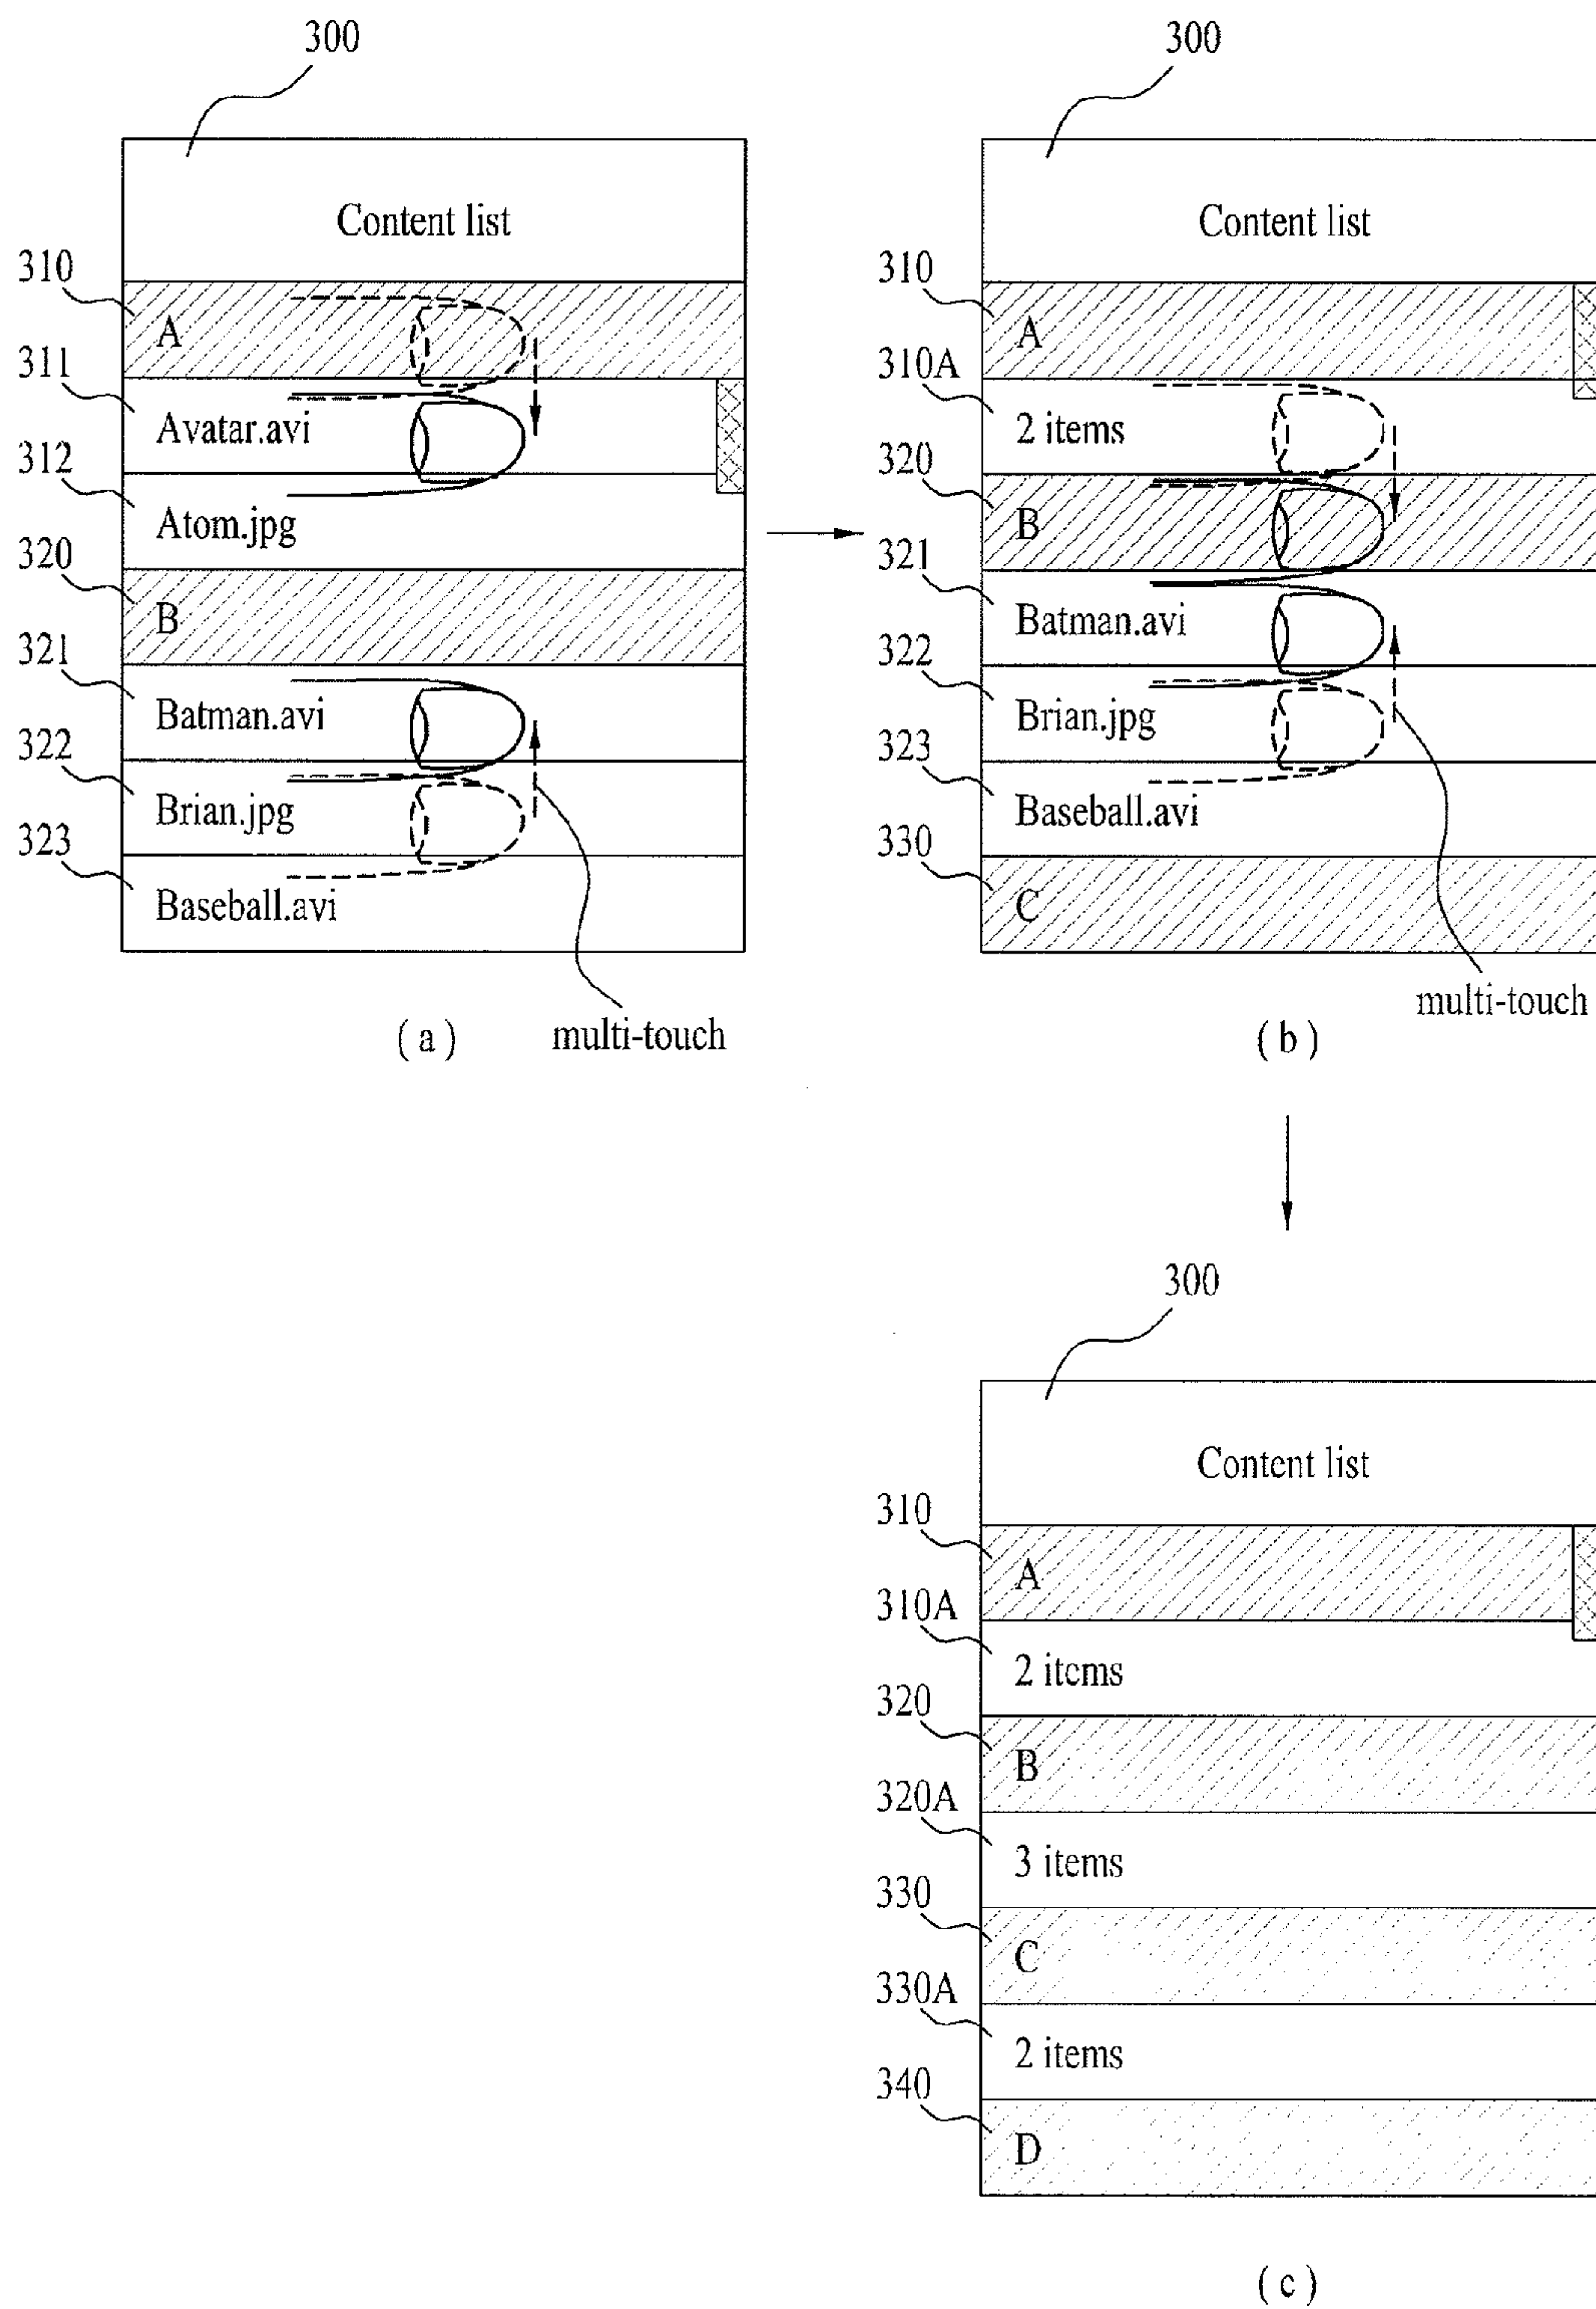 300
Content list
310
A
311
Avatar.avi
312
Atom.jpg
320
B
321
Batman.avi
322
Brian.jpg
323
Baseball.avi
multi-touch
(a)
300
Content list
310
A
310A
2 items
320
B
321
Batman.avi
322
Brian.jpg
323
Baseball.avi
330
C
multi-touch
(b)
300
Content list
310
A
310A
2 items
320
B
320A
3 items
330
C
330A
2 items
340
D
(c)